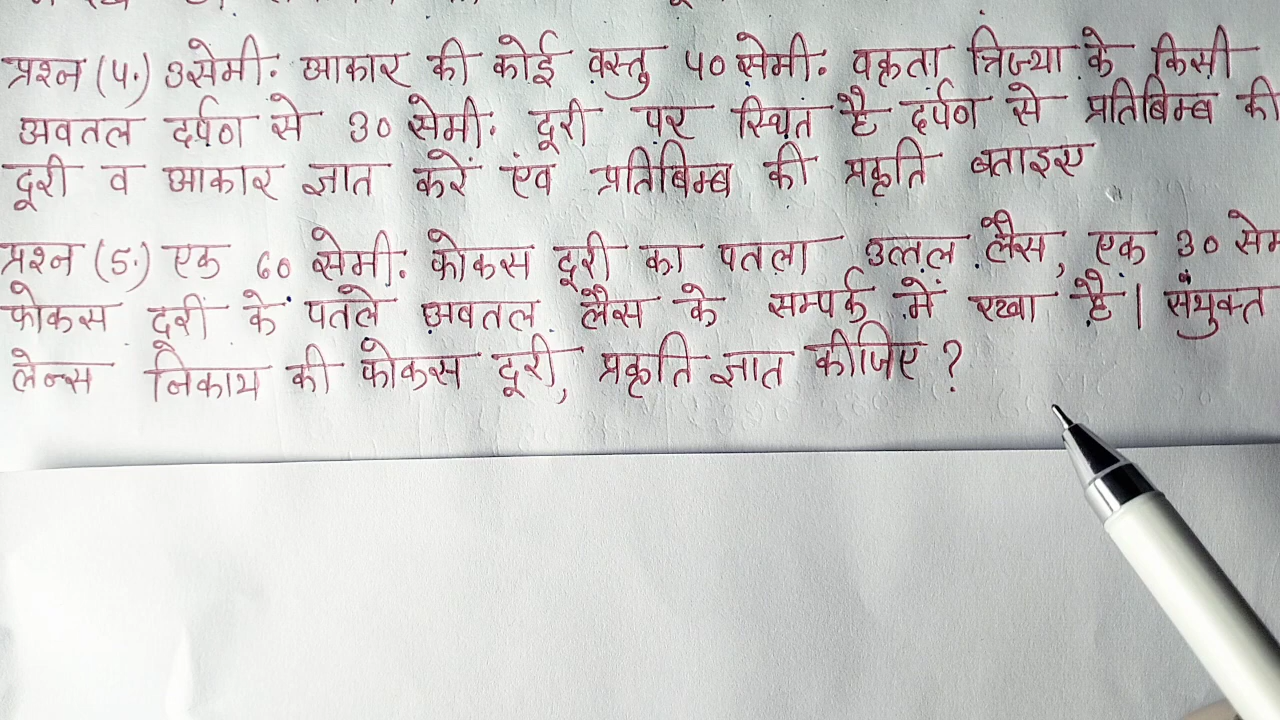 प्रश्न (4.) 3सेमी. आकार की कोई वस्तु 40 सेमी. वक्रता त्रिज्या के किसी
अवतल दर्पण से 30 सेमी. दूरी पर स्थित है दर्पण से प्रतिबिम्ब की
दूरी व आकार ज्ञात करें एंव प्रतिबिम्ब की प्रकृति बताइए
प्रश्न (5.) एक 60 सेमी. फोकस दूरी का पतला उत्तल लैंस, एक 30 सेम
फोकस दूरी के पतले अवतल लैंस के सम्पर्क में रखा है। संयुक्त
लेन्स निकाय की फोकस दूरी, प्रकृति ज्ञात कीजिए ?